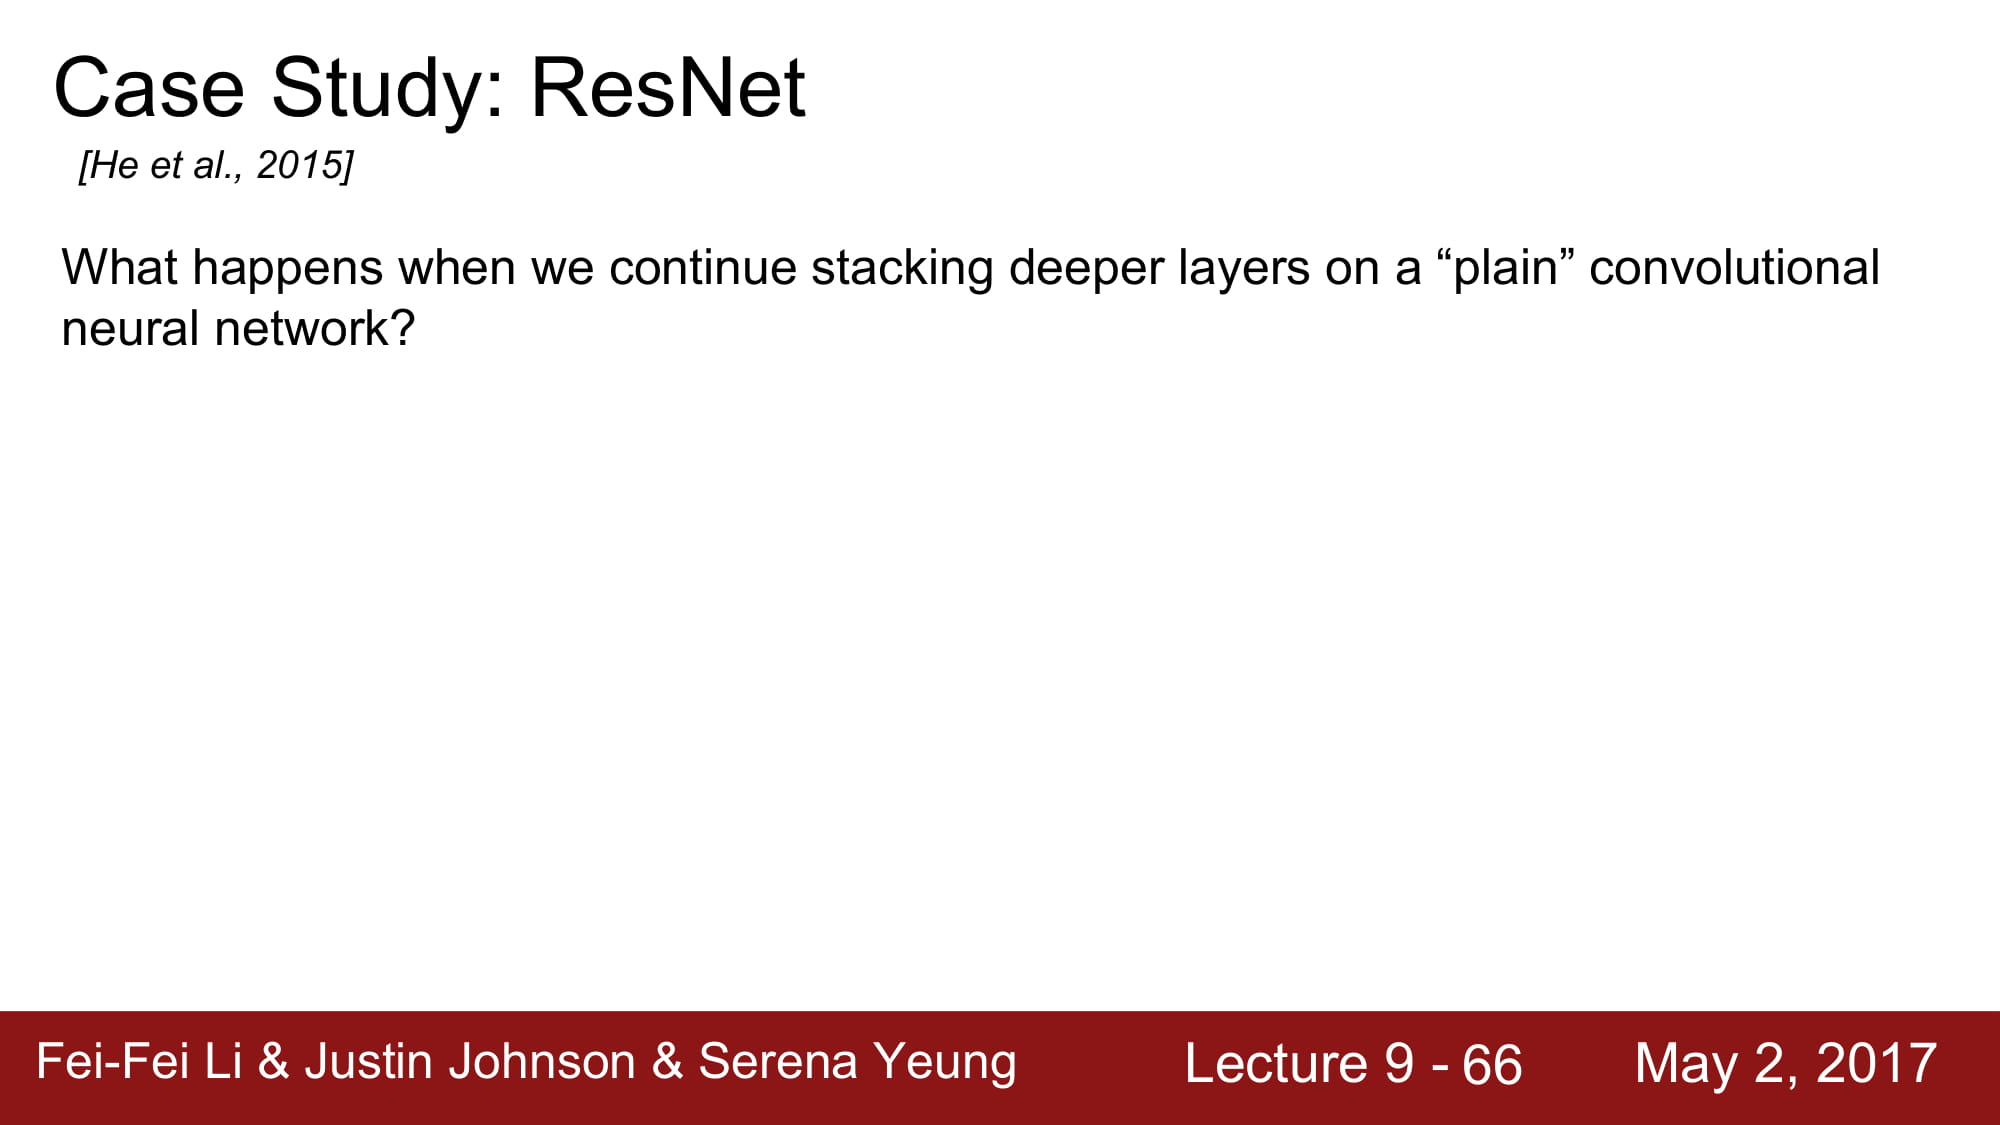 Case Study: ResNet
[He et al., 2015]
What happens when we continue stacking deeper layers on a “plain” convolutional
neural network?
Fei-Fei Li & Justin Johnson & Serena Yeung
Lecture 9 - 66
May 2, 2017